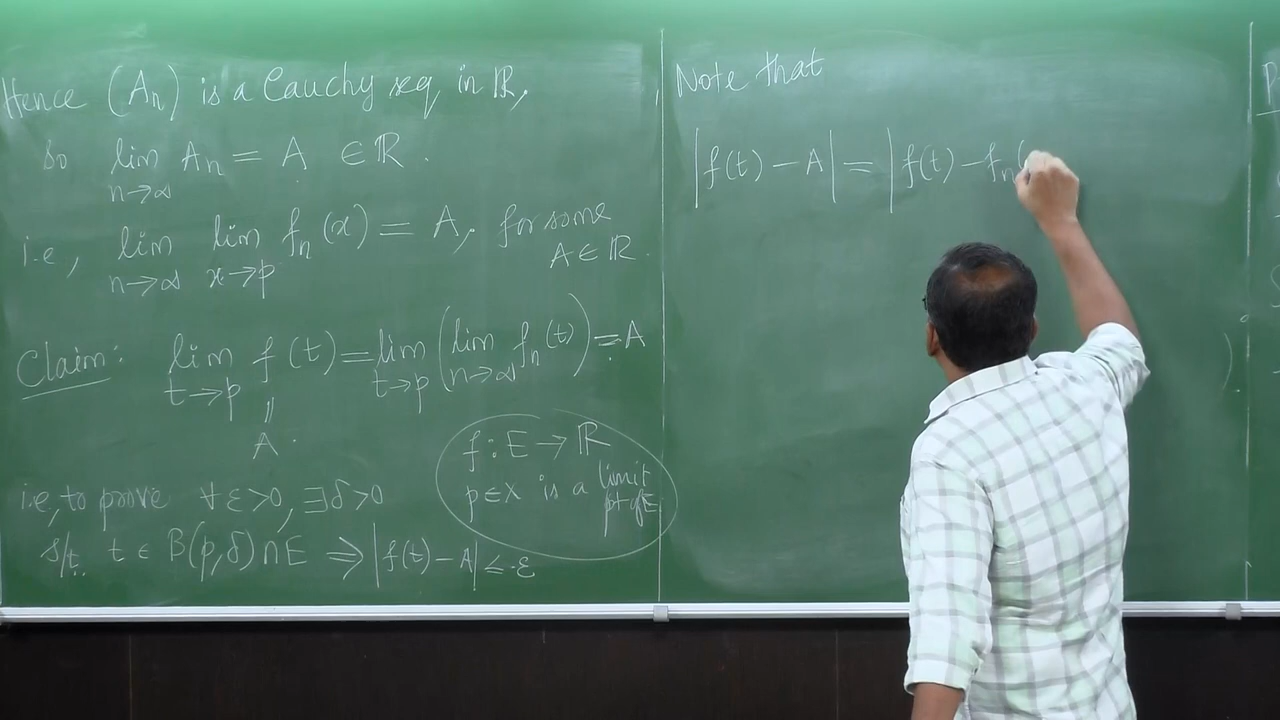 Hence (Aₙ) is a Cauchy seq in ℝ,
So lim Aₙ = A ∈ ℝ.
n→∞
i.e, lim lim fₙ(x) = A, for some
n→∞ x→p A∈ℝ.
Claim: lim f(t) = lim (lim fₙ(t)) = A
t→p t→p n→∞
||
A.
f: E → ℝ
p∈X is a limit
pt of E
i.e, to prove ∀ε>0, ∃δ>0
s/t. t ∈ B(p,δ)∩E ⇒ |f(t)-A| ≤ ε
Note that
|f(t) - A| = |f(t) - fₙ(